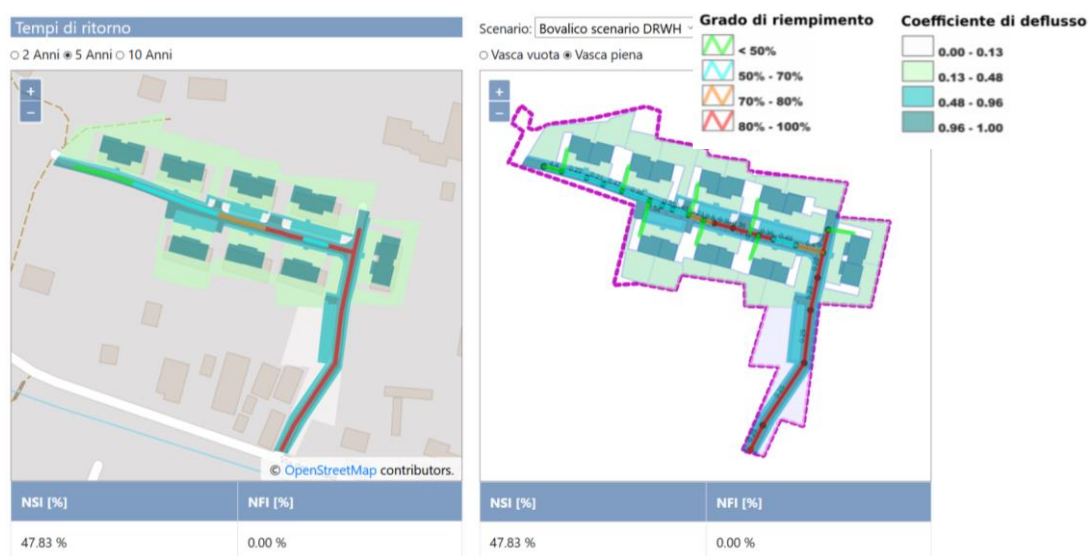 Tempi di ritorno
2 Anni 5 Anni 10 Anni
+
−
© OpenStreetMap contributors.
NSI [%] NFI [%]
47.83 % 0.00 %
Scenario: Bovalico scenario DRWH
Vasca vuota Vasca piena
+
−
NSI [%] NFI [%]
47.83 % 0.00 %
Grado di riempimento
< 50%
50% - 70%
70% - 80%
80% - 100%
Coefficiente di deflusso
0.00 - 0.13
0.13 - 0.48
0.48 - 0.96
0.96 - 1.00